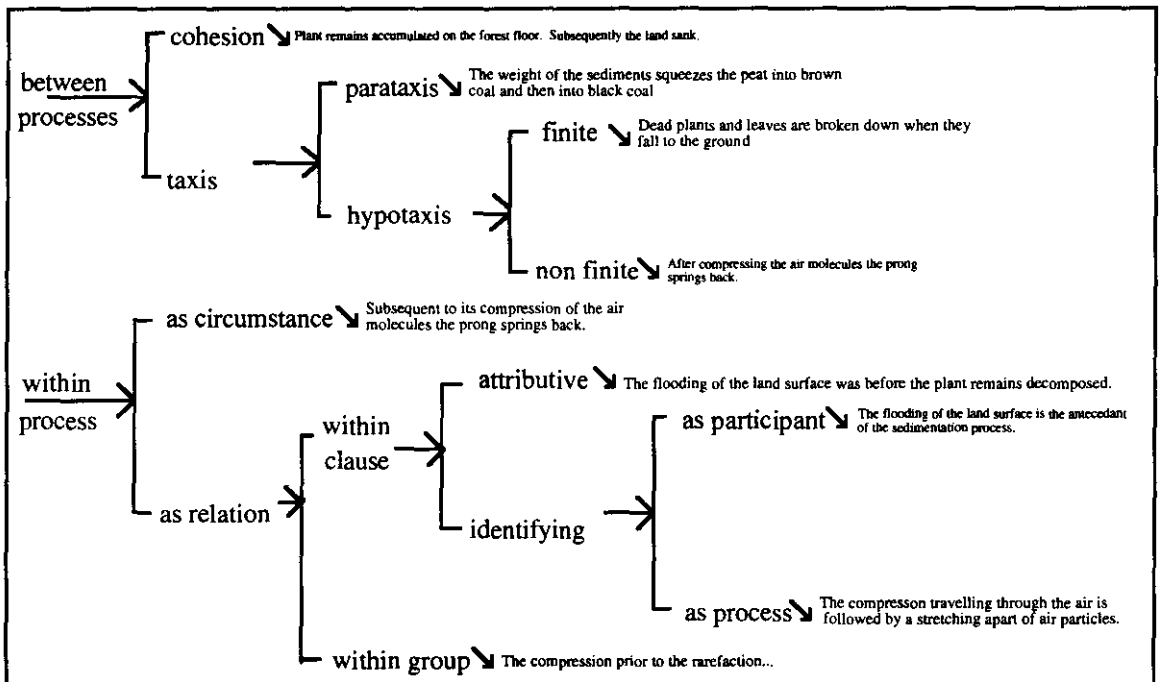 cohesion Plant remains accumulated on the forest floor. Subsequently the land sank.
between
processes
parataxis The weight of the sediments squeezes the peat into brown
coal and then into black coal
finite Dead plants and leaves are broken down when they
fall to the ground
taxis
hypotaxis
non finite After compressing the air molecules the prong
springs back.
as circumstance Subsequent to its compression of the air
molecules the prong springs back.
within
process
attributive The flooding of the land surface was before the plant remains decomposed.
as participant The flooding of the land surface is the antecedant
of the sedimentation process.
within
clause
as relation
identifying
as process The compresson travelling through the air is
followed by a stretching apart of air particles.
within group The compression prior to the rarefaction...